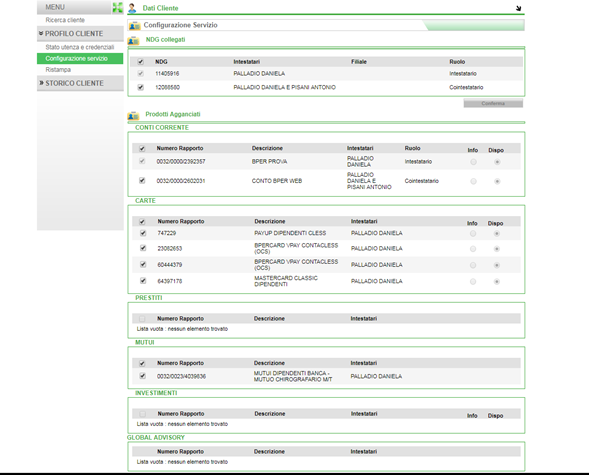 MENU
Ricerca cliente
PROFILO CLIENTE
Stato utenza e credenziali
Configurazione servizio
Ristampa
STORICO CLIENTE
Dati Cliente
Configurazione Servizio
NDG collegati
NDG Intestatari Filiale Ruolo
11405916 PALLADIO DANIELA Intestatario
12086580 PALLADIO DANIELA E PISANI ANTONIO Cointestatario
Conferma
Prodotti Agganciati
CONTI CORRENTE
Numero Rapporto Descrizione Intestatari Ruolo Info Dispo
0032/0000/2392357 BPER PROVA PALLADIO DANIELA Intestatario
0032/0000/2602031 CONTO BPER WEB PALLADIO DANIELA E PISANI ANTONIO Cointestatario
CARTE
Numero Rapporto Descrizione Intestatari Info Dispo
747229 PAYUP DIPENDENTI CLESS PALLADIO DANIELA
23082653 BPERCARD VPAY CONTACLESS (OCS) PALLADIO DANIELA
60444379 BPERCARD VPAY CONTACLESS (OCS) PALLADIO DANIELA
64397178 MASTERCARD CLASSIC DIPENDENTI PALLADIO DANIELA
PRESTITI
Numero Rapporto Descrizione Intestatari
Lista vuota : nessun elemento trovato
MUTUI
Numero Rapporto Descrizione Intestatari
0032/0023/4039836 MUTUI DIPENDENTI BANCA - MUTUO CHIROGRAFARIO M/T PALLADIO DANIELA
INVESTIMENTI
Numero Rapporto Descrizione Intestatari Info Dispo
Lista vuota : nessun elemento trovato
GLOBAL ADVISORY
Numero Rapporto Descrizione Intestatari
Lista vuota : nessun elemento trovato